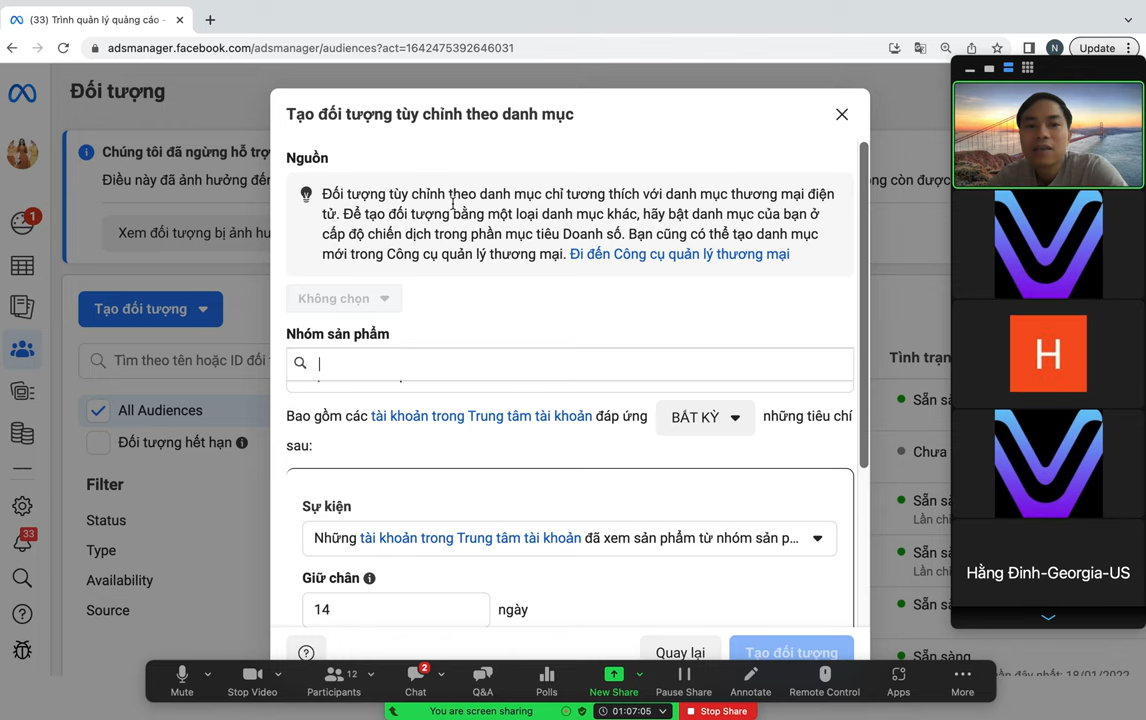 (33) Trình quản lý quảng cáo -
adsmanager.facebook.com/adsmanager/audiences?act=1642475392646031
N
Update
Đối tượng
Chúng tôi đã ngừng hỗ trợ
Điều này đã ảnh hưởng đến
Xem đối tượng bị ảnh hư
ng còn được
1
Tạo đối tượng
Tìm theo tên hoặc ID đối
All Audiences
Đối tượng hết hạn
Filter
Status
Type
Availability
Source
33
Tạo đối tượng tùy chỉnh theo danh mục
Nguồn
Đối tượng tùy chỉnh theo danh mục chỉ tương thích với danh mục thương mại điện
tử. Để tạo đối tượng bằng một loại danh mục khác, hãy bật danh mục của bạn ở
cấp độ chiến dịch trong phần mục tiêu Doanh số. Bạn cũng có thể tạo danh mục
mới trong Công cụ quản lý thương mại. Đi đến Công cụ quản lý thương mại
Không chọn
Nhóm sản phẩm
Bao gồm các tài khoản trong Trung tâm tài khoản đáp ứng BẤT KỲ những tiêu chí
sau:
Sự kiện
Những tài khoản trong Trung tâm tài khoản đã xem sản phẩm từ nhóm sản p...
Giữ chân
14 ngày
Quay lại
Tạo đối tượng
Tình trạn
Sẵn sà
Chưa
Sẵn sà
Lần chỉ
Sẵn sà
Lần chỉ
Sẵn sà
Sẵn sàng
đây nhất: 18/01/2022
H
Hằng Đinh-Georgia-US
Mute
Stop Video
12
Participants
2
Chat
Q&A
Polls
New Share
Pause Share
Annotate
Remote Control
Apps
More
You are screen sharing
01:07:05
Stop Share